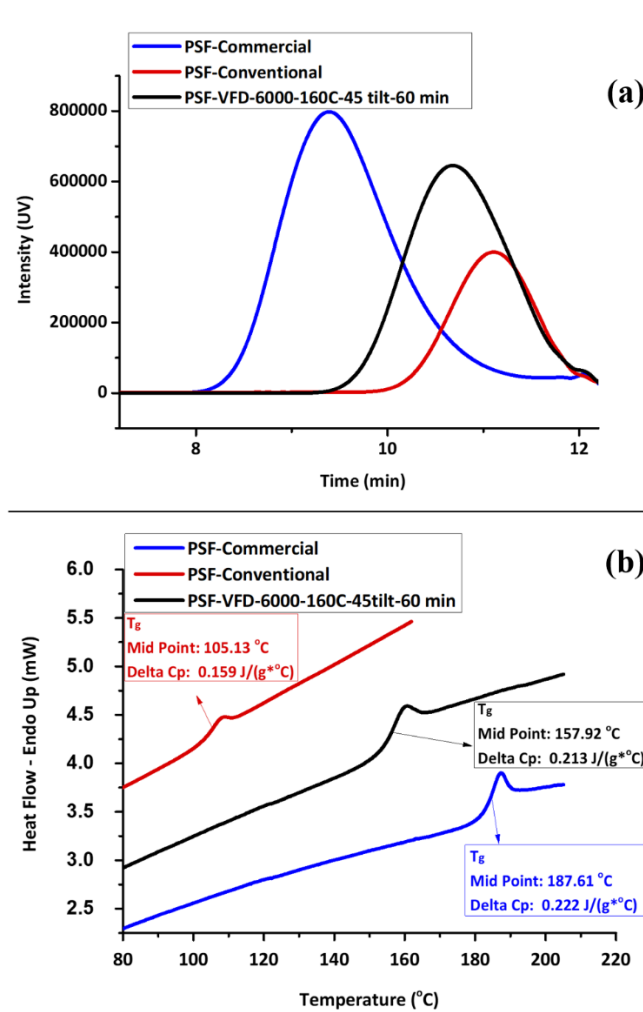 PSF-Commercial
PSF-Conventional
PSF-VFD-6000-160C-45 tilt-60 min
(a)
800000
600000
400000
200000
0
Intensity (UV)
8
10
12
Time (min)
PSF-Commercial
PSF-Conventional
PSF-VFD-6000-160C-45tilt-60 min
(b)
6.0
5.5
5.0
4.5
4.0
3.5
3.0
2.5
Heat Flow - Endo Up (mW)
Tg
Mid Point: 105.13 °C
Delta Cp: 0.159 J/(g*°C)
Tg
Mid Point: 157.92 °C
Delta Cp: 0.213 J/(g*°C)
Tg
Mid Point: 187.61 °C
Delta Cp: 0.222 J/(g*°C)
80
100
120
140
160
180
200
220
Temperature (°C)